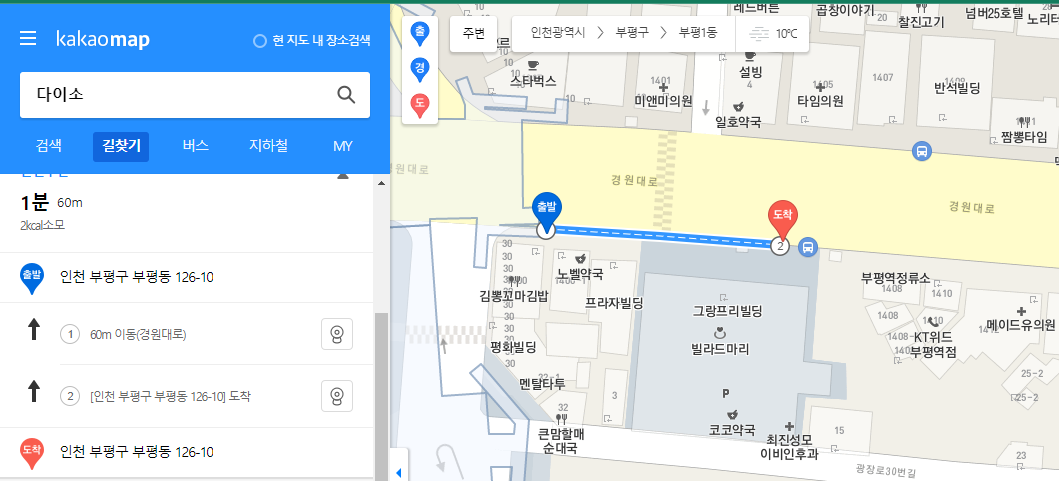 kakaomap
현 지도 내 장소검색
다이소
검색
길찾기
버스
지하철
MY
1분 60m
2kcal소모
출발 인천 부평구 부평동 126-10
1 60m 이동(경원대로)
2 [인천 부평구 부평동 126-10] 도착
도착 인천 부평구 부평동 126-10
출
경
도
주변
인천광역시 > 부평구 > 부평1동
10℃
레드버튼
곱창이야기
20
찰진고기
넘버25호텔
노리터
10
스타벅스
10
1401
미앤미의원
설빙
4
1405
타임의원
1407
반석빌딩
짬뽕타임
일호약국
경원대로
경원대로
출발
도착
2
30
30
30
노벨약국
김뽕꼬마김밥
프라자빌딩
30
30
평화빌딩
30
멘탈타투
32
큰맘할매
순대국
3
그랑프리빌딩
빌라드마리
P
코코약국
최진성모
이비인후과
15
부평역정류소
1408
1410
1408
1410
KT위드
부평역점
메이드유의원
25-2
25-2
23
광장로30번길